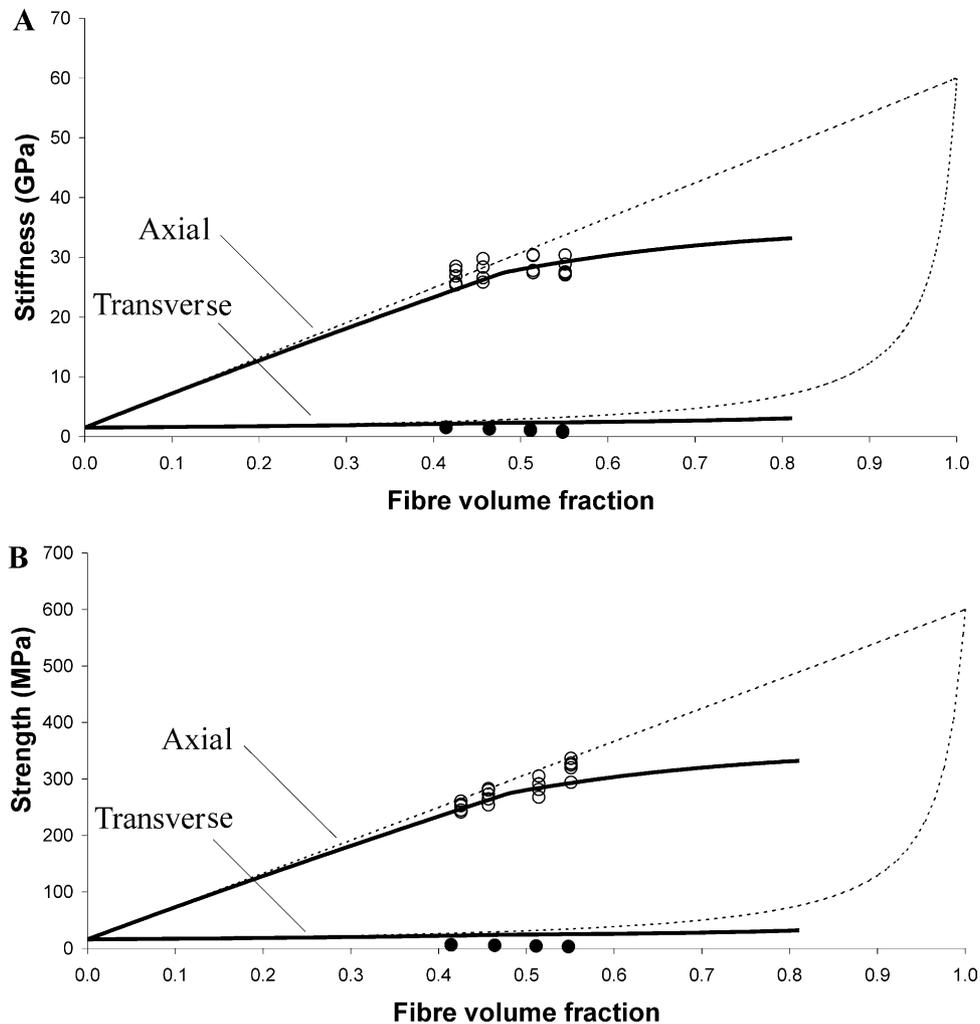 A
70
60
50
40
30
20
10
0
Stiffness (GPa)
Axial
Transverse
0.0 0.1 0.2 0.3 0.4 0.5 0.6 0.7 0.8 0.9 1.0
Fibre volume fraction
B
700
600
500
400
300
200
100
0
Strength (MPa)
Axial
Transverse
0.0 0.1 0.2 0.3 0.4 0.5 0.6 0.7 0.8 0.9 1.0
Fibre volume fraction